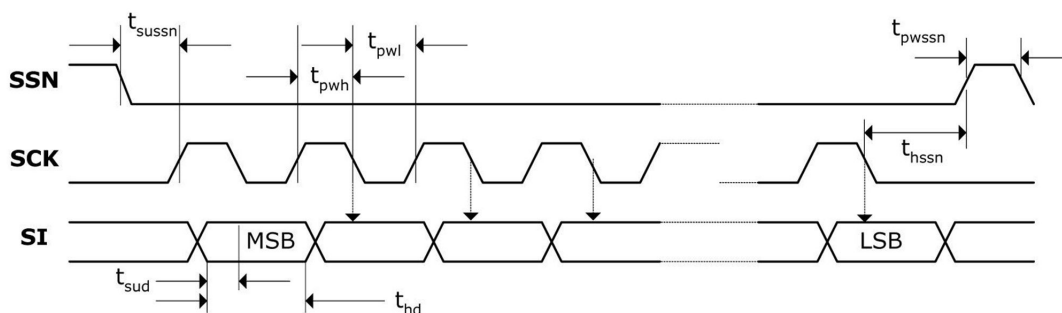 t_sussn
t_pwl
t_pwssn
t_pwh
SSN
SCK
t_hssn
SI
MSB
LSB
t_sud
t_hd